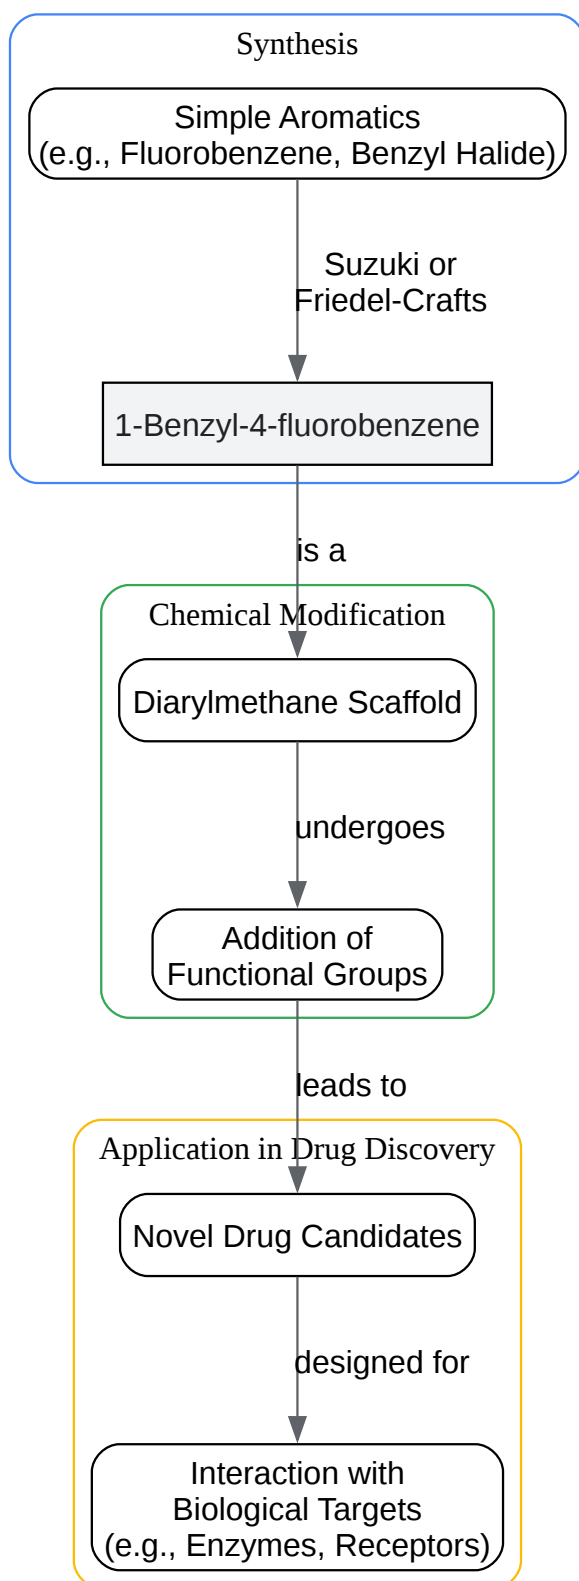 Synthesis
Simple Aromatics
(e.g., Fluorobenzene, Benzyl Halide)
Suzuki or
Friedel-Crafts
1-Benzyl-4-fluorobenzene
is a
Chemical Modification
Diarylmethane Scaffold
undergoes
Addition of
Functional Groups
leads to
Application in Drug Discovery
Novel Drug Candidates
designed for
Interaction with
Biological Targets
(e.g., Enzymes, Receptors)